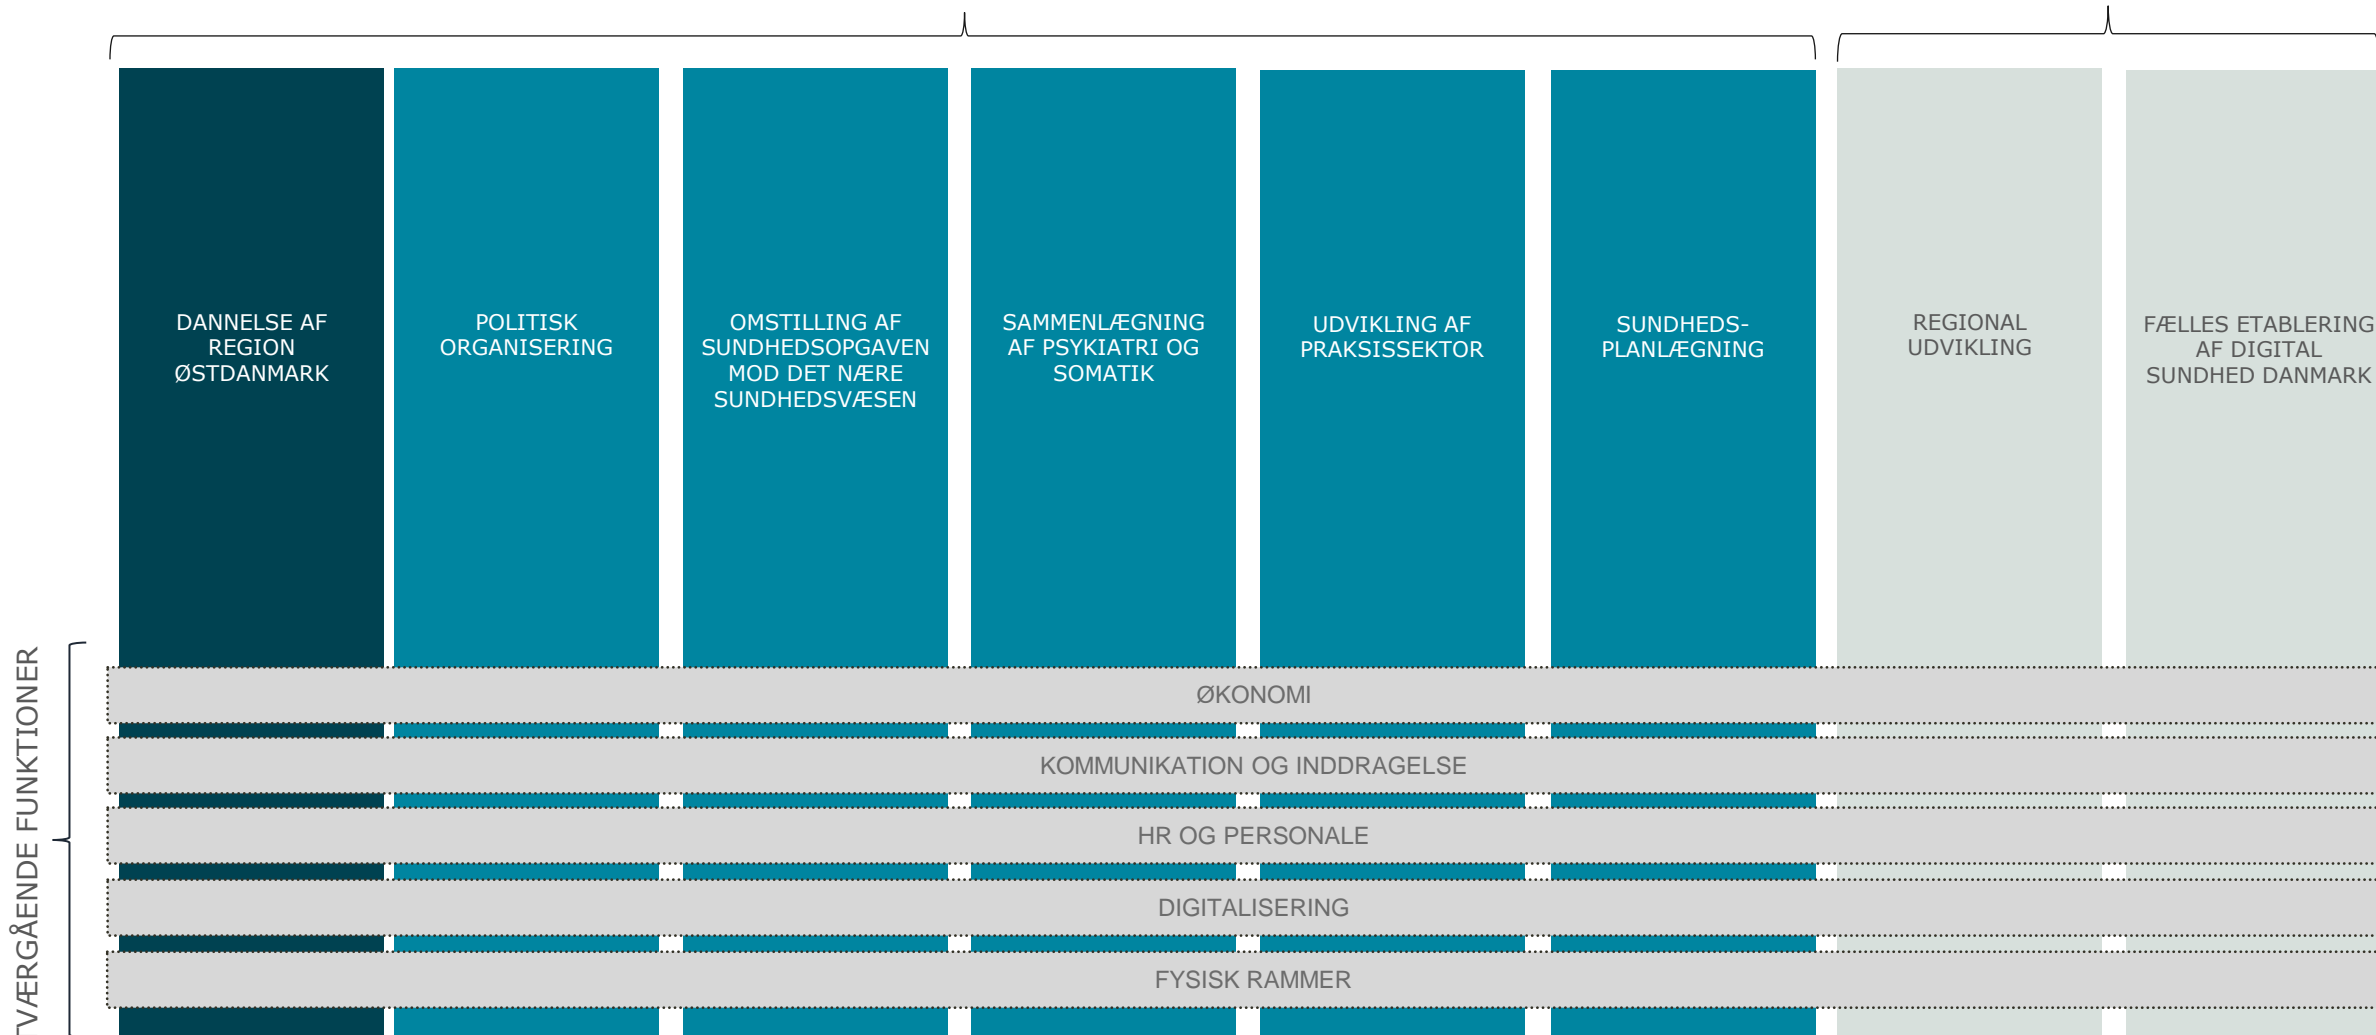 DANNELSE AF
REGION
ØSTDANMARK
POLITISK
ORGANISERING
OMSTILLING AF
SUNDHEDSOPGAVEN
MOD DET NÆRE
SUNDHEDSVÆSEN
SAMMENLÆGNING
AF PSYKIATRI OG
SOMATIK
UDVIKLING AF
PRAKSISSEKTOR
SUNDHEDS-
PLANLÆGNING
REGIONAL
UDVIKLING
FÆLLES ETABLERING
AF DIGITAL
SUNDHED DANMARK
TVÆRGÅENDE FUNKTIONER
ØKONOMI
KOMMUNIKATION OG INDDRAGELSE
HR OG PERSONALE
DIGITALISERING
FYSISK RAMMER